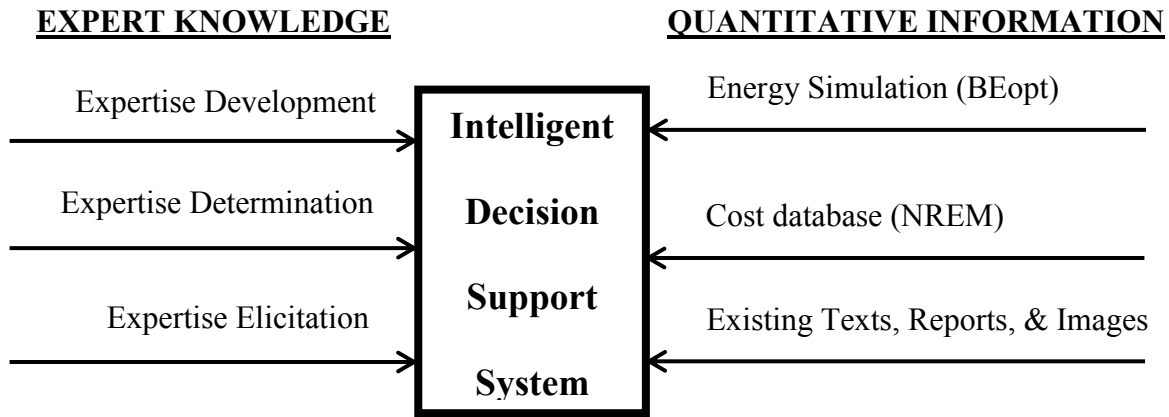 EXPERT KNOWLEDGE
Expertise Development
Expertise Determination
Expertise Elicitation
Intelligent
Decision
Support
System
QUANTITATIVE INFORMATION
Energy Simulation (BEopt)
Cost database (NREM)
Existing Texts, Reports, & Images